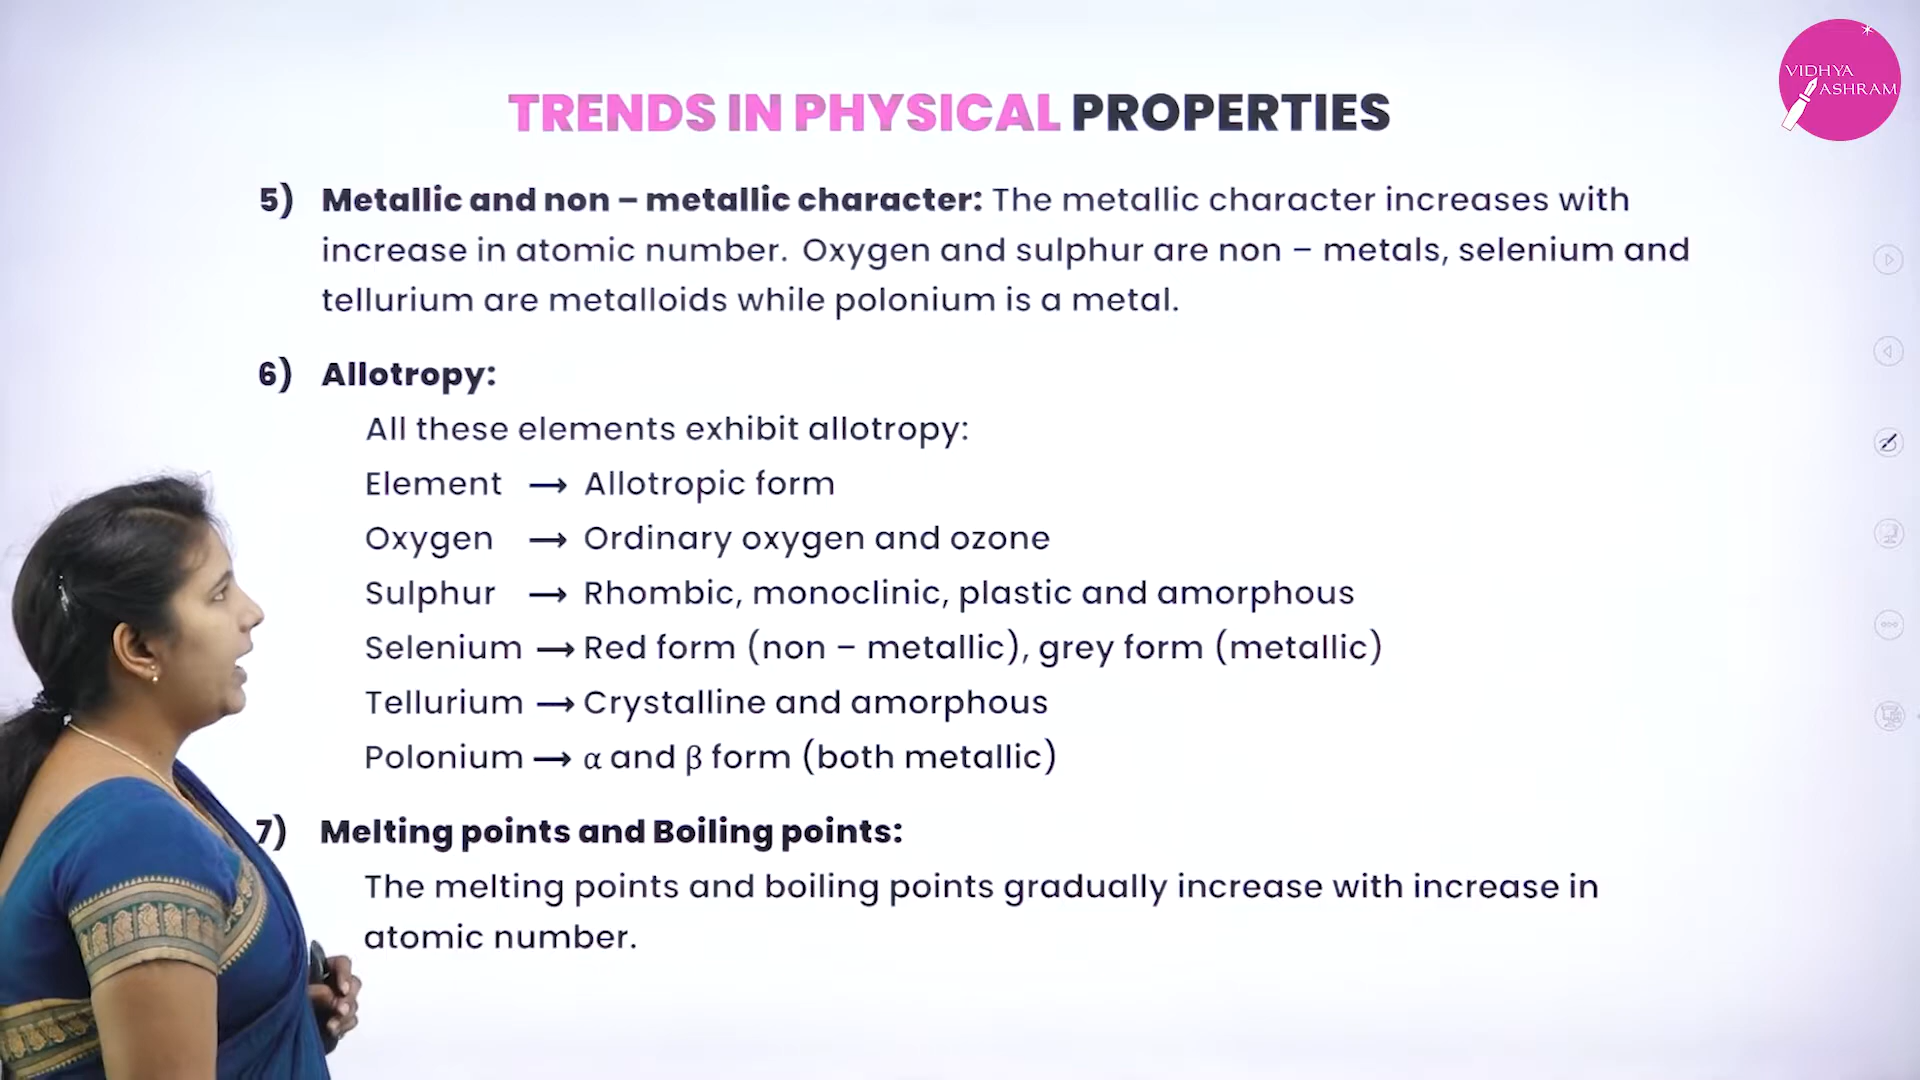 VIDHYA
ASHRAM
TRENDS IN PHYSICAL PROPERTIES
5) Metallic and non – metallic character: The metallic character increases with
increase in atomic number. Oxygen and sulphur are non – metals, selenium and
tellurium are metalloids while polonium is a metal.
6) Allotropy:
All these elements exhibit allotropy:
Element → Allotropic form
Oxygen → Ordinary oxygen and ozone
Sulphur → Rhombic, monoclinic, plastic and amorphous
Selenium → Red form (non – metallic), grey form (metallic)
Tellurium → Crystalline and amorphous
Polonium → α and β form (both metallic)
7) Melting points and Boiling points:
The melting points and boiling points gradually increase with increase in
atomic number.